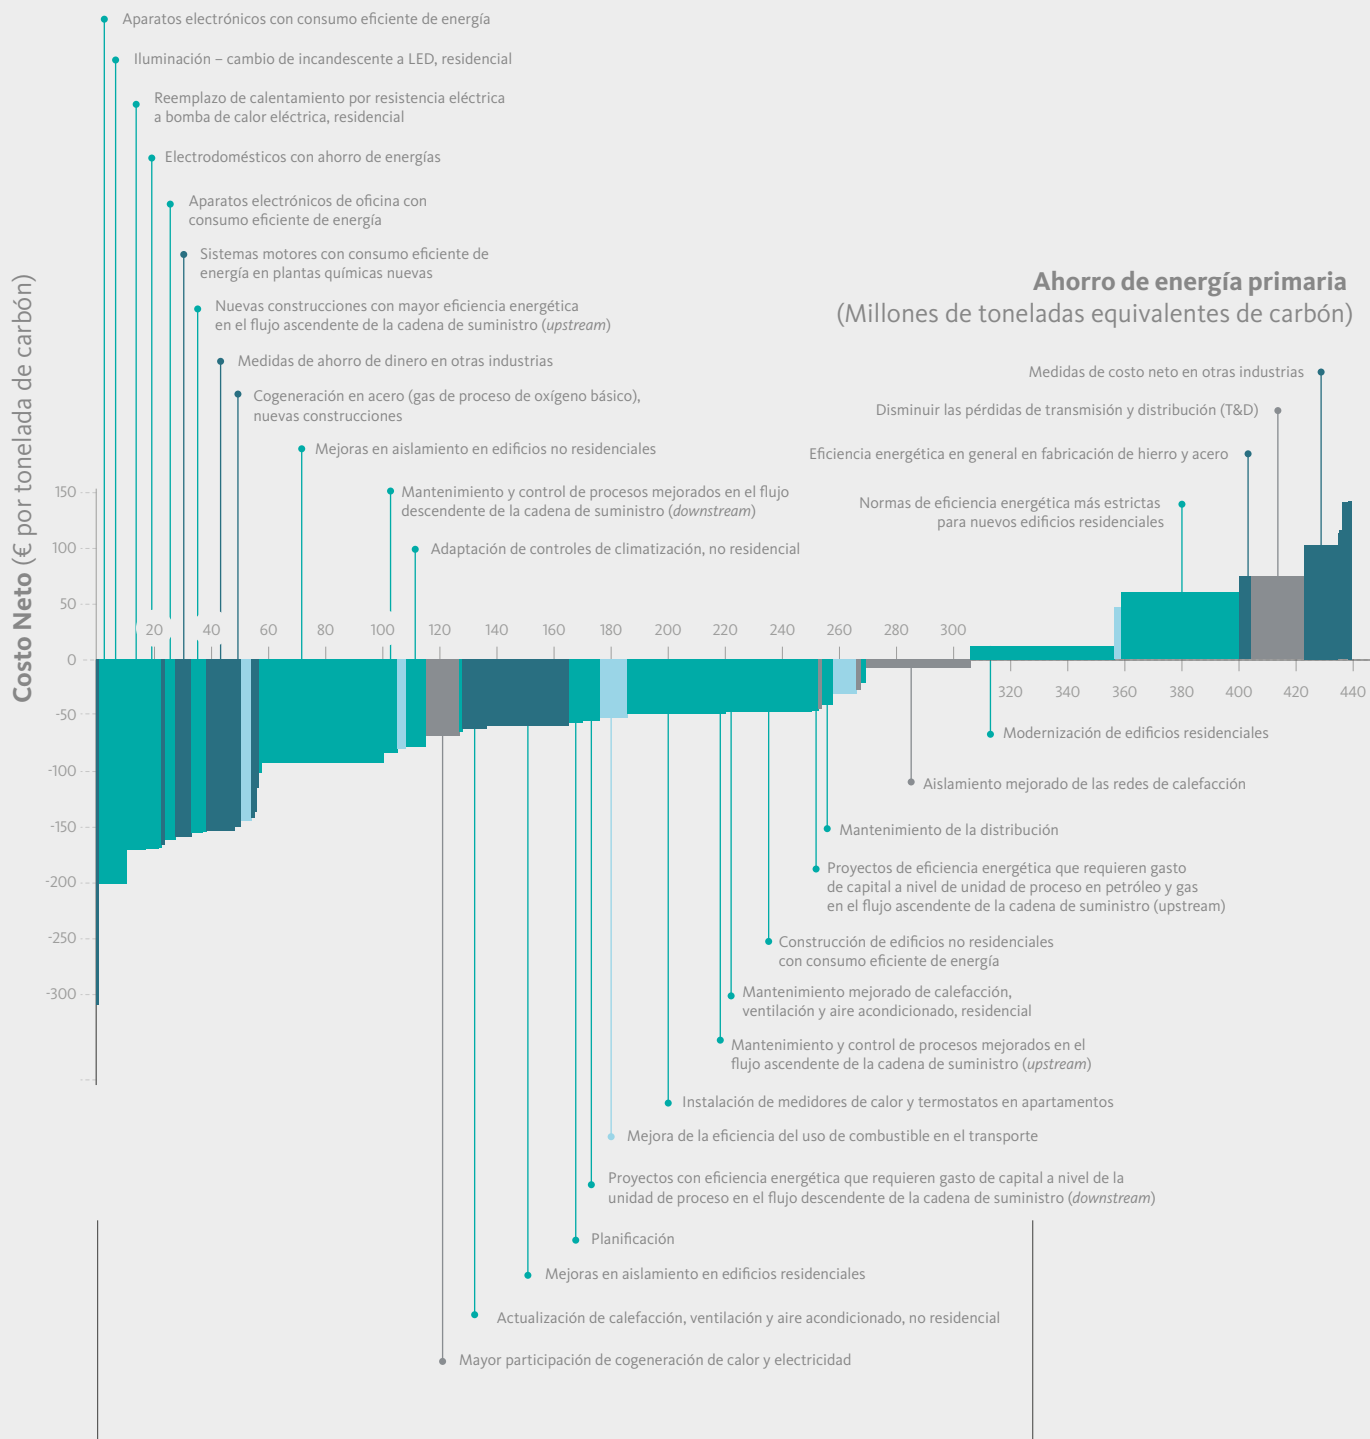 Aparatos electrónicos con consumo eficiente de energía
Iluminación – cambio de incandescente a LED, residencial
Reemplazo de calentamiento por resistencia eléctrica
a bomba de calor eléctrica, residencial
Electrodomésticos con ahorro de energías
Aparatos electrónicos de oficina con
consumo eficiente de energía
Sistemas motores con consumo eficiente de
energía en plantas químicas nuevas
Nuevas construcciones con mayor eficiencia energética
en el flujo ascendente de la cadena de suministro (upstream)
Medidas de ahorro de dinero en otras industrias
Cogeneración en acero (gas de proceso de oxígeno básico),
nuevas construcciones
Mejoras en aislamiento en edificios no residenciales
Mantenimiento y control de procesos mejorados en el flujo
descendente de la cadena de suministro (downstream)
Adaptación de controles de climatización, no residencial
Ahorro de energía primaria
(Millones de toneladas equivalentes de carbón)
Medidas de costo neto en otras industrias
Disminuir las pérdidas de transmisión y distribución (T&D)
Eficiencia energética en general en fabricación de hierro y acero
Normas de eficiencia energética más estrictas
para nuevos edificios residenciales
Costo Neto (€ por tonelada de carbón)
150
100
50
0
-50
-100
-150
-200
-250
-300
20 40 60 80 100 120 140 160 180 200 220 240 260 280 300
320 340 360 380 400 420 440
Modernización de edificios residenciales
Aislamiento mejorado de las redes de calefacción
Mantenimiento de la distribución
Proyectos de eficiencia energética que requieren gasto
de capital a nivel de unidad de proceso en petróleo y gas
en el flujo ascendente de la cadena de suministro (upstream)
Construcción de edificios no residenciales
con consumo eficiente de energía
Mantenimiento mejorado de calefacción,
ventilación y aire acondicionado, residencial
Mantenimiento y control de procesos mejorados en el
flujo ascendente de la cadena de suministro (upstream)
Instalación de medidores de calor y termostatos en apartamentos
Mejora de la eficiencia del uso de combustible en el transporte
Proyectos con eficiencia energética que requieren gasto de capital a nivel de la
unidad de proceso en el flujo descendente de la cadena de suministro (downstream)
Planificación
Mejoras en aislamiento en edificios residenciales
Actualización de calefacción, ventilación y aire acondicionado, no residencial
Mayor participación de cogeneración de calor y electricidad